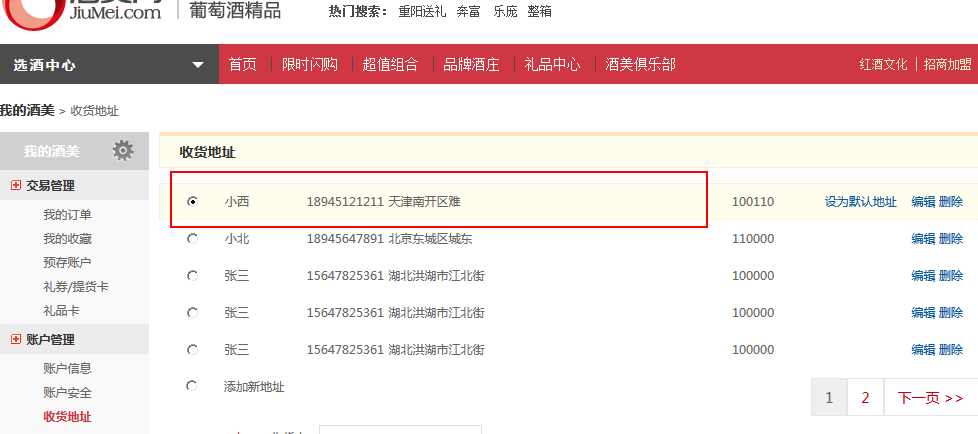 JiuMei.com
葡萄酒精品
热门搜索： 重阳送礼 奔富 乐庞 整箱
选酒中心 首页 限时闪购 超值组合 品牌酒庄 礼品中心 酒美俱乐部 红酒文化 | 招商加盟
我的酒美 > 收货地址
我的酒美
交易管理
我的订单
我的收藏
预存账户
礼券/提货卡
礼品卡
账户管理
账户信息
账户安全
收货地址
收货地址
小西 18945121211 天津南开区难 100110 设为默认地址 编辑 删除
小北 18945647891 北京东城区城东 110000 编辑 删除
张三 15647825361 湖北洪湖市江北街 100000 编辑 删除
张三 15647825361 湖北洪湖市江北街 100000 编辑 删除
张三 15647825361 湖北洪湖市江北街 100000 编辑 删除
添加新地址
1 2 下一页 >>